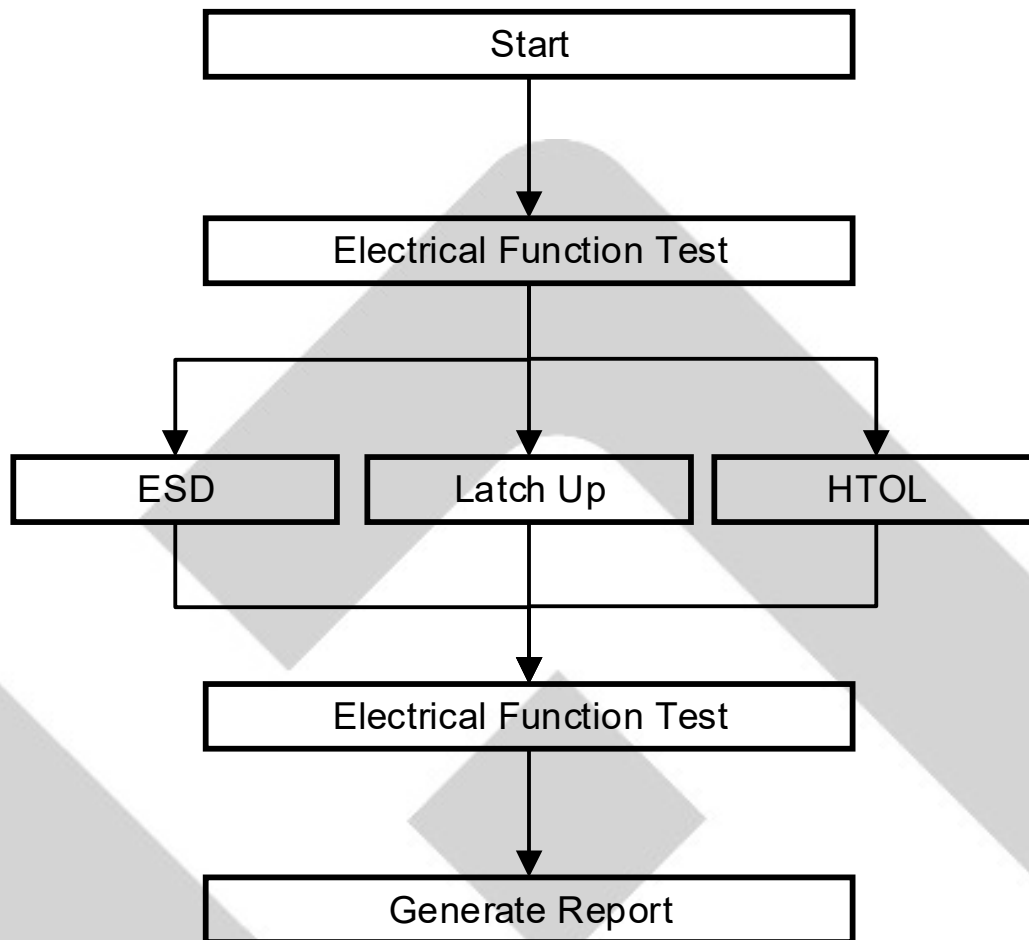 Start
Electrical Function Test
ESD
Latch Up
HTOL
Electrical Function Test
Generate Report